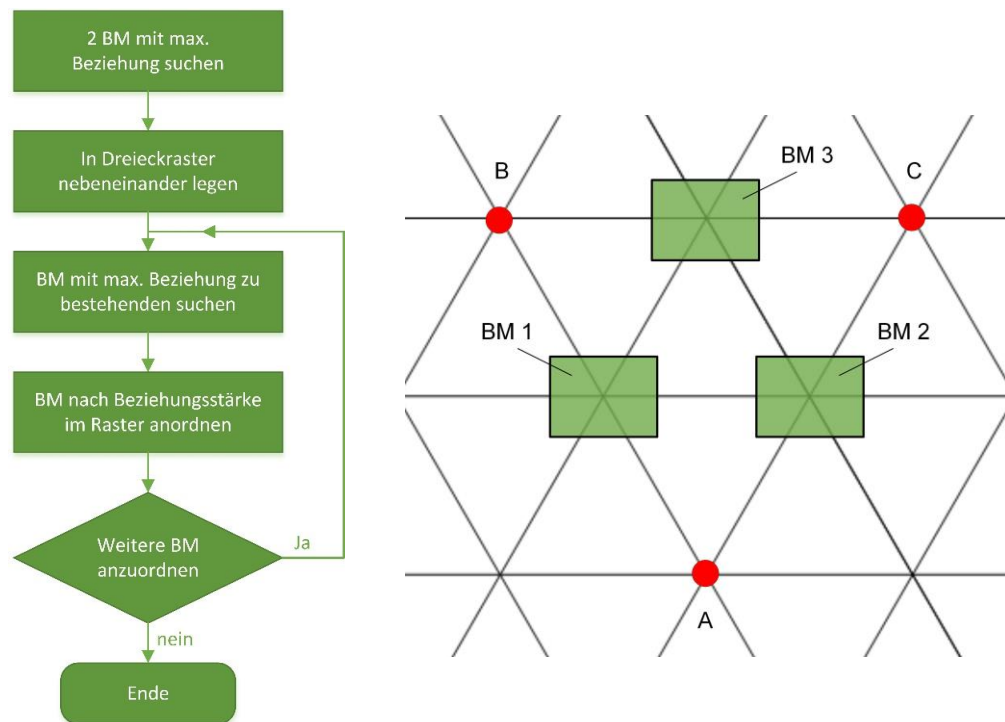 2 BM mit max.
Beziehung suchen
In Dreieckraster
nebeneinander legen
BM mit max. Beziehung zu
bestehenden suchen
BM nach Beziehungsstärke
im Raster anordnen
Weitere BM
anzuordnen
Ja
nein
Ende
B
BM 3
C
BM 1
BM 2
A